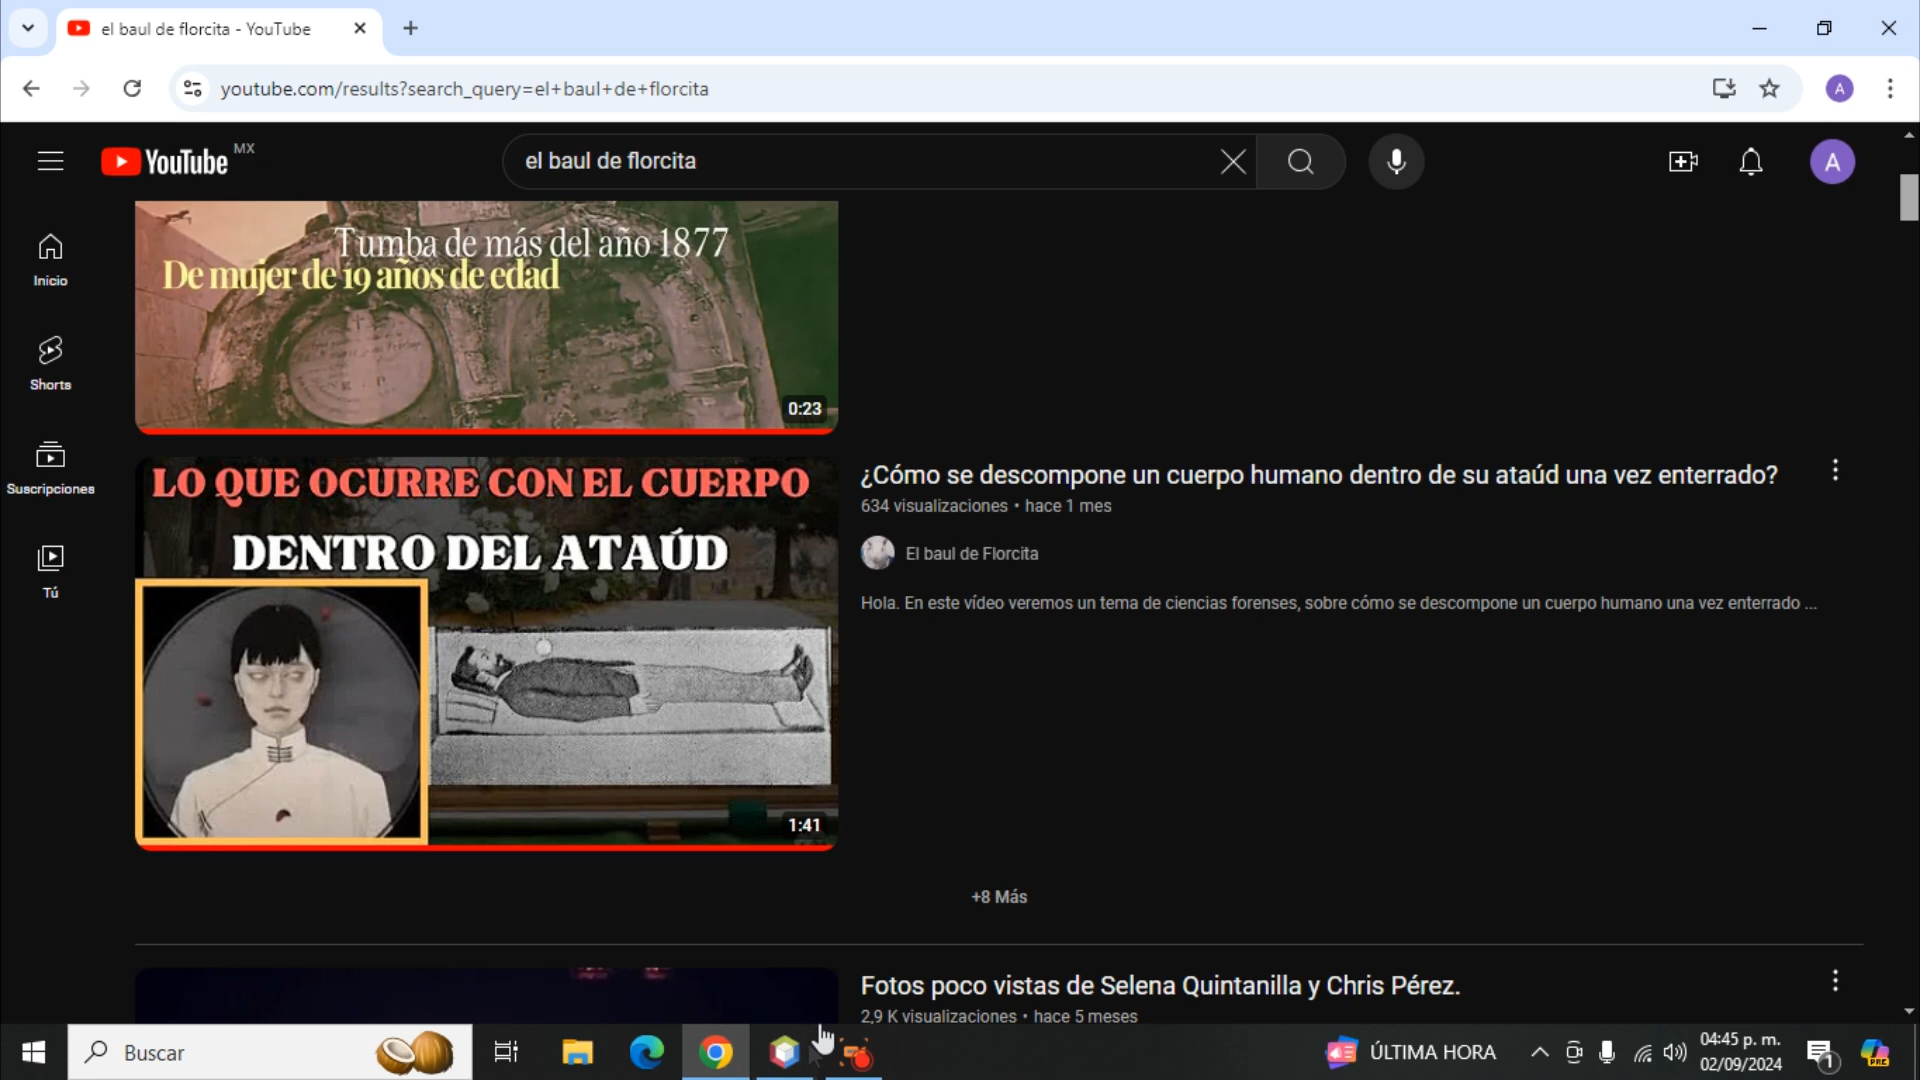 el baul de florcita - YouTube
youtube.com/results?search_query=el+baul+de+florcita
A
YouTube MX
el baul de florcita
A
Inicio
Shorts
Suscripciones
Tú
Tumba de más del año 1877
De mujer de 19 años de edad
0:23
LO QUE OCURRE CON EL CUERPO
DENTRO DEL ATAÚD
1:41
¿Cómo se descompone un cuerpo humano dentro de su ataúd una vez enterrado?
634 visualizaciones • hace 1 mes
El baul de Florcita
Hola. En este vídeo veremos un tema de ciencias forenses, sobre cómo se descompone un cuerpo humano una vez enterrado ...
+8 Más
Fotos poco vistas de Selena Quintanilla y Chris Pérez.
2,9 K visualizaciones • hace 5 meses
Buscar
ÚLTIMA HORA
04:45 p. m.
02/09/2024
1
PRE